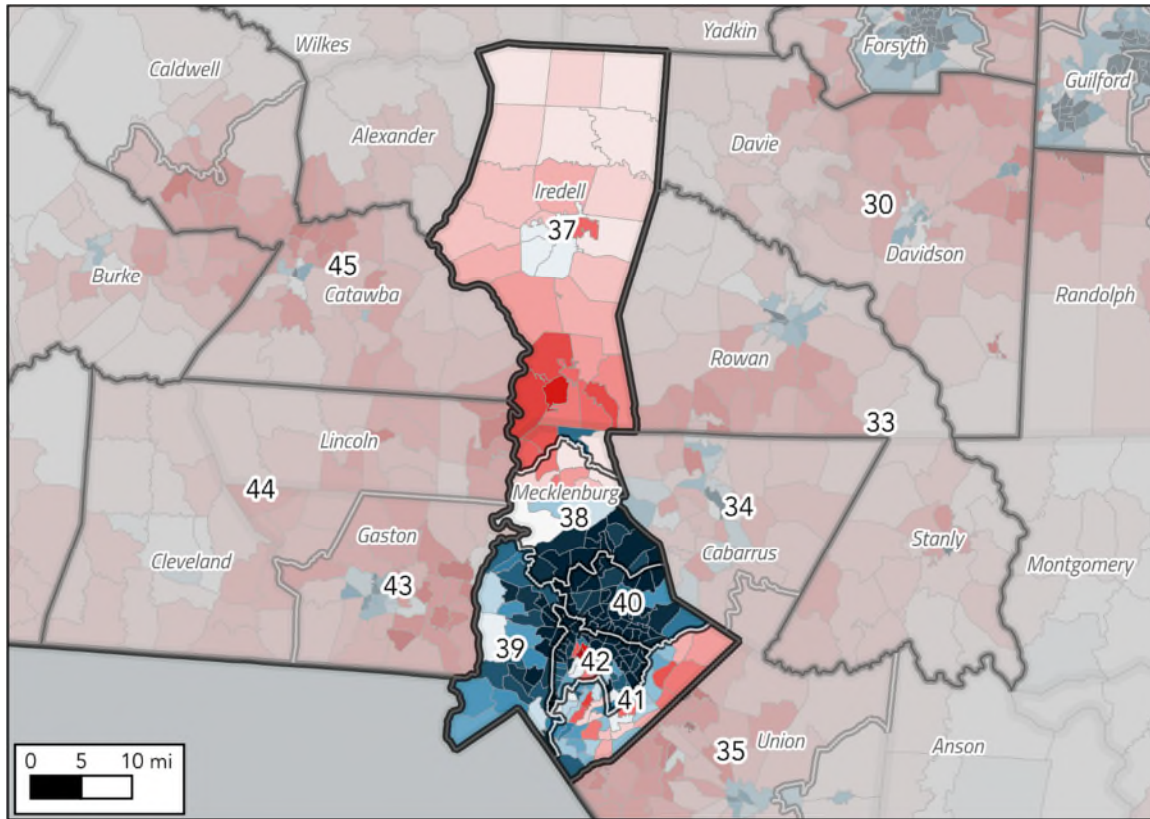 Yadkin
Wilkes
Forsyth
Caldwell
Guilford
Alexander
Davie
Iredell
37
30
Burke
45
Catawba
Davidson
Randolph
Rowan
33
Lincoln
44
Mecklenburg
38
34
Gaston
Cleveland
43
Cabarrus
Stanly
Montgomery
40
39
42
41
35
Union
Anson
0 5 10 mi